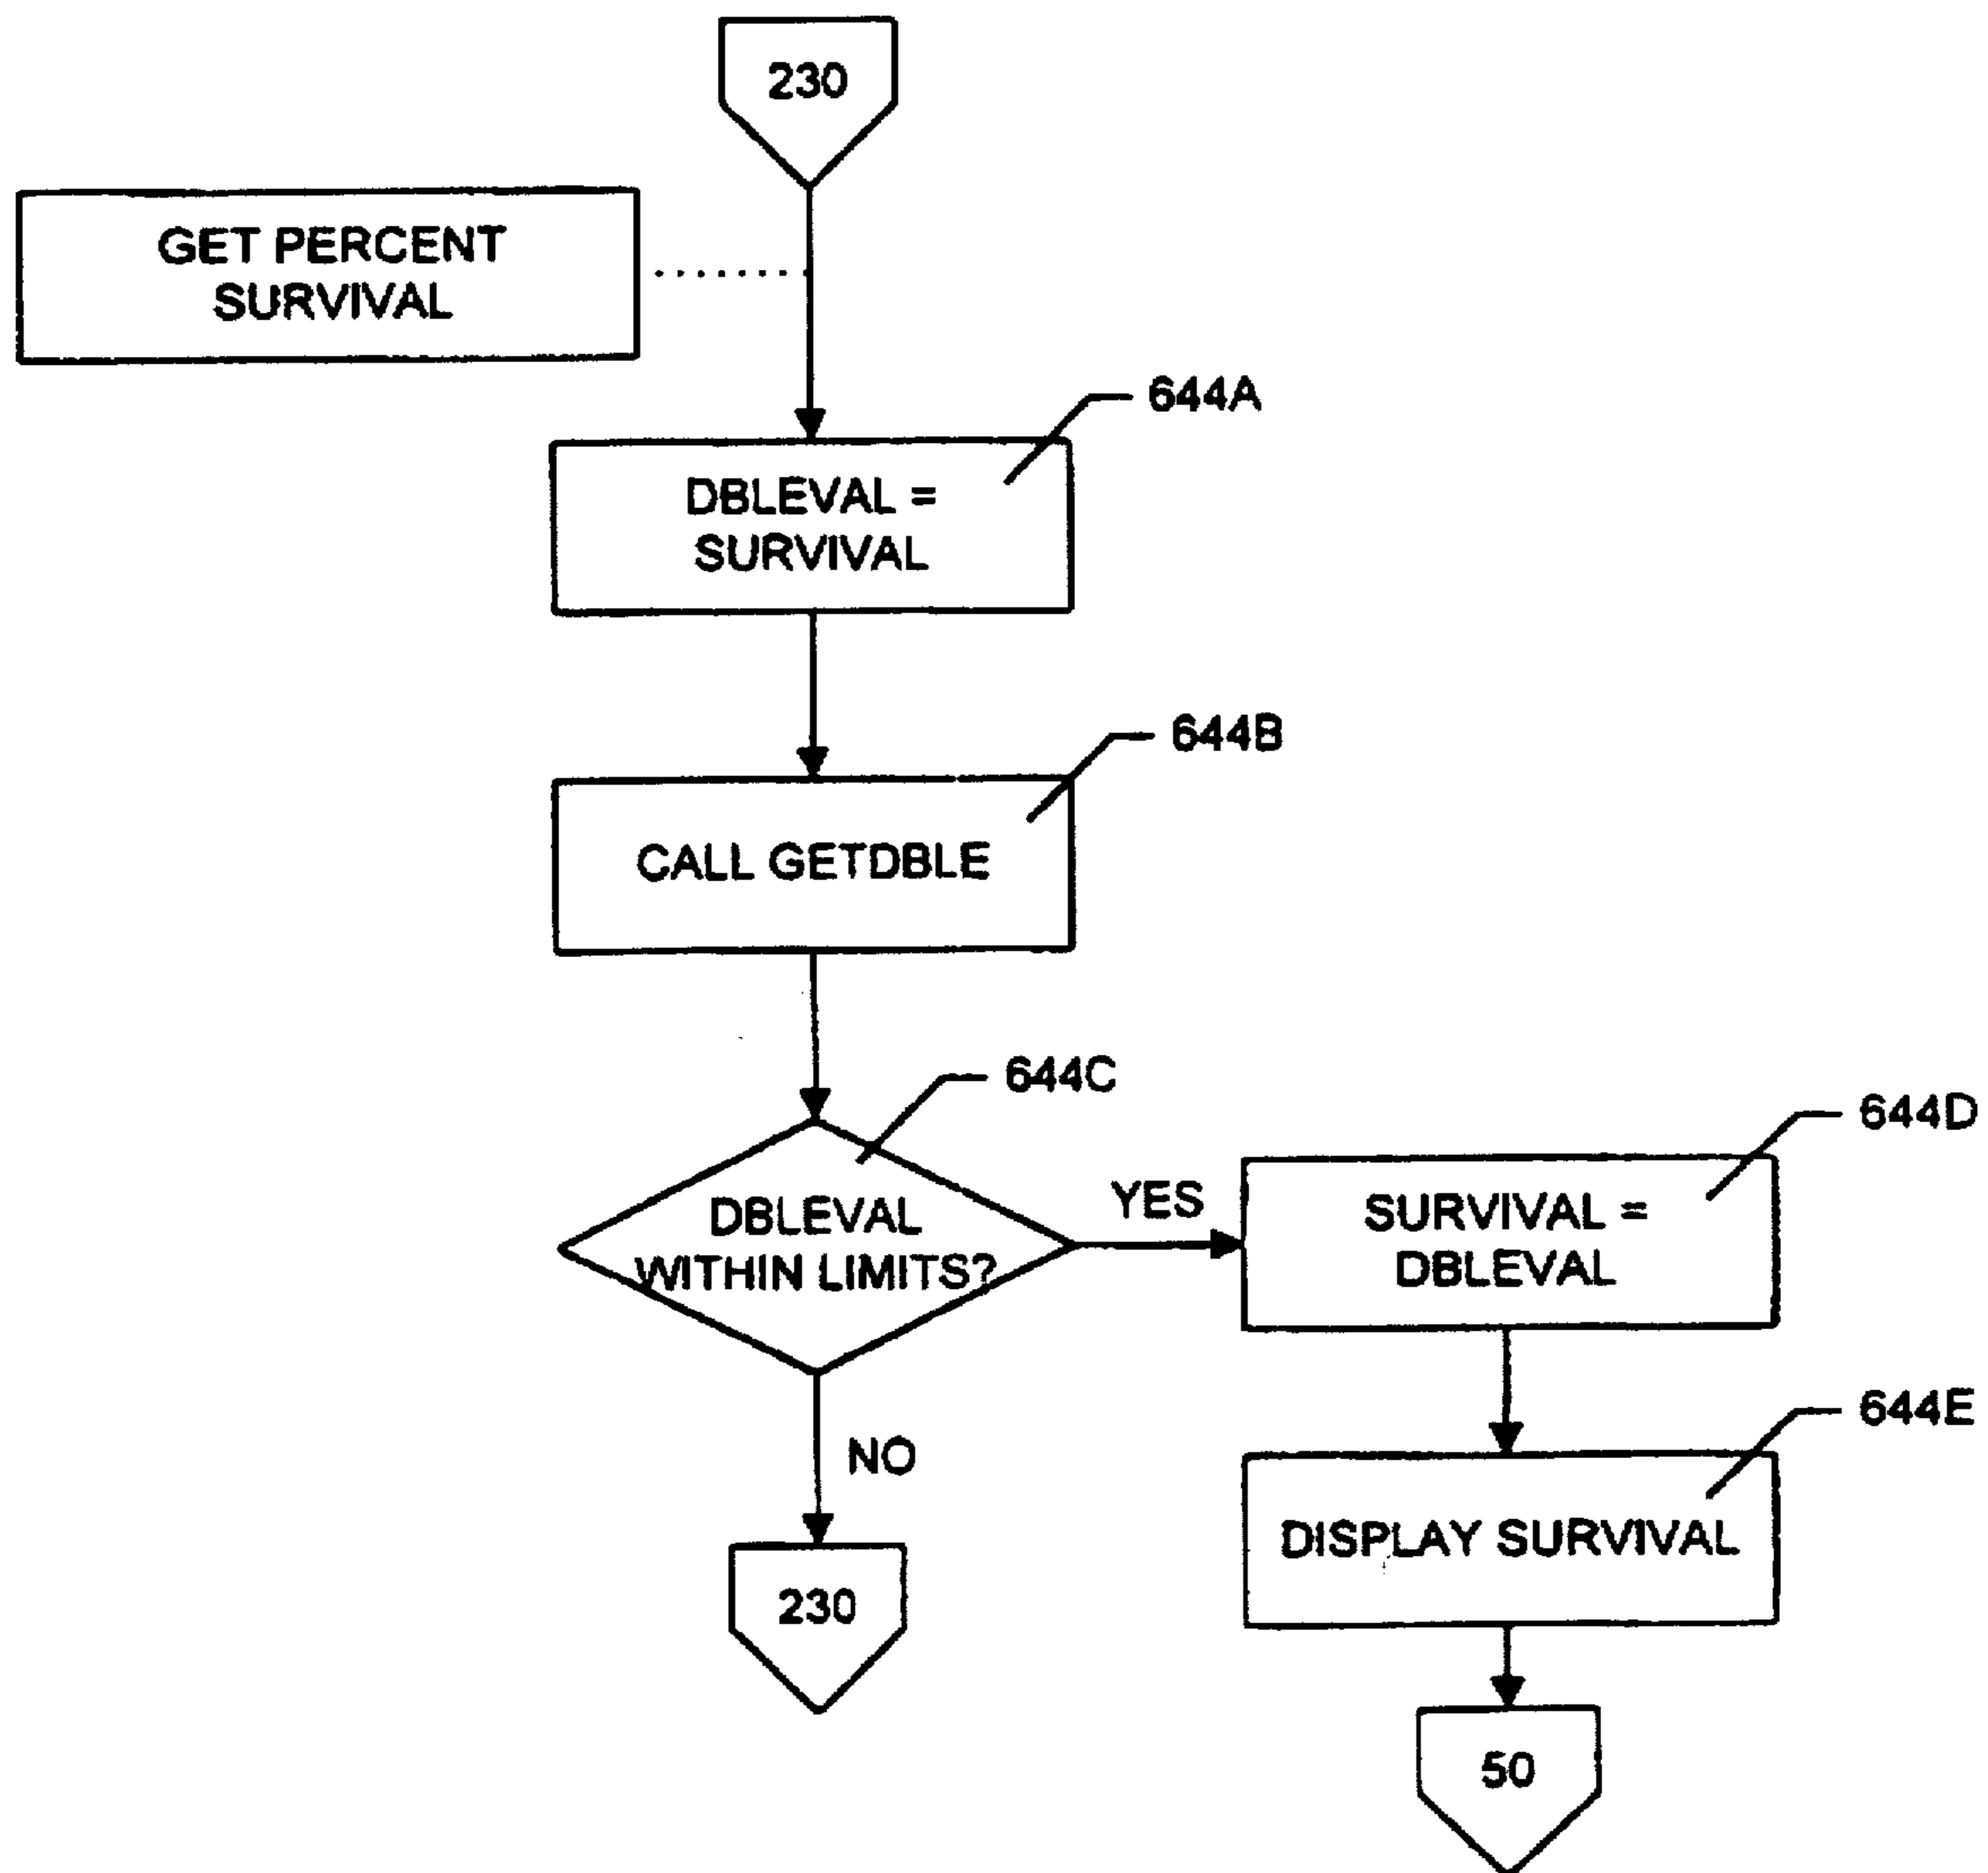 230
GET PERCENT
SURVIVAL
644A
DBLEVAL =
SURVIVAL
644B
CALL GETDBLE
644C
DBLEVAL
WITHIN LIMITS?
YES
644D
SURVIVAL =
DBLEVAL
NO
644E
DISPLAY SURVIVAL
230
50